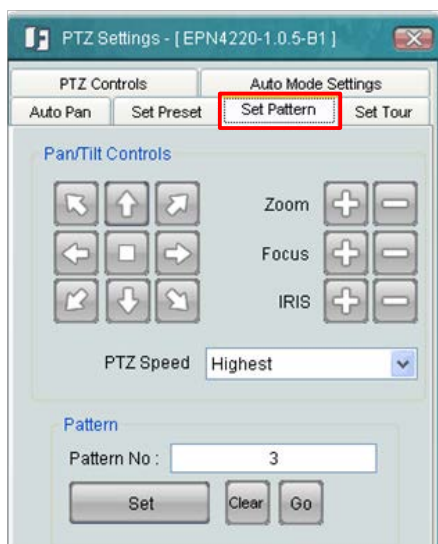 PTZ Settings - [ EPN4220-1.0.5-B1 ]
PTZ Controls Auto Mode Settings
Auto Pan Set Preset Set Pattern Set Tour
Pan/Tilt Controls
Zoom
Focus
IRIS
PTZ Speed Highest
Pattern
Pattern No : 3
Set Clear Go